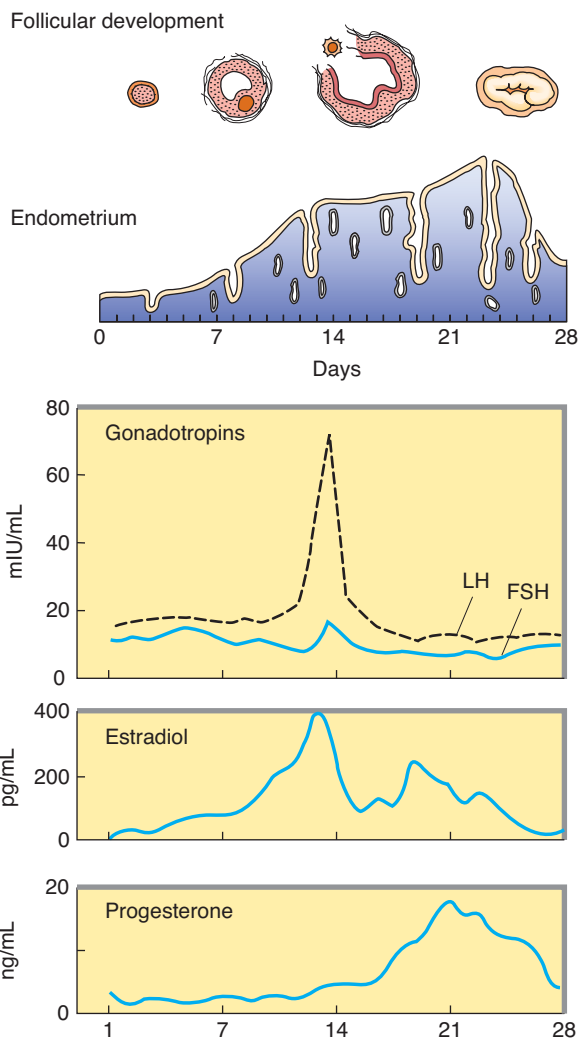 Follicular development
Endometrium
0 7 14 21 28
Days
80
Gonadotropins
60
mIU/mL
40
LH
FSH
20
0
400
Estradiol
pg/mL
200
0
20
Progesterone
ng/mL
0
1 7 14 21 28